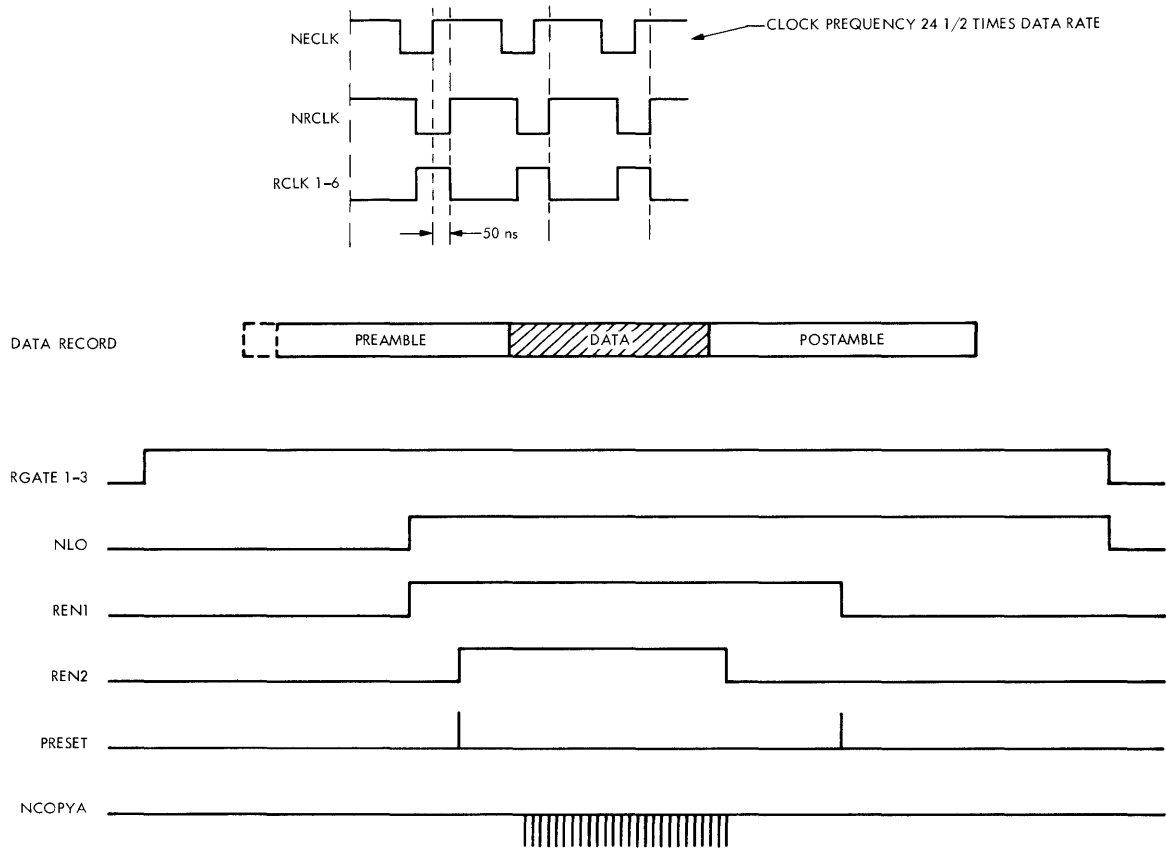 NECLK
CLOCK PREQUENCY 24 1/2 TIMES DATA RATE
NRCLK
RCLK 1-6
50 ns
DATA RECORD
PREAMBLE
DATA
POSTAMBLE
RGATE 1-3
NLO
REN1
REN2
PRESET
NCOPYA